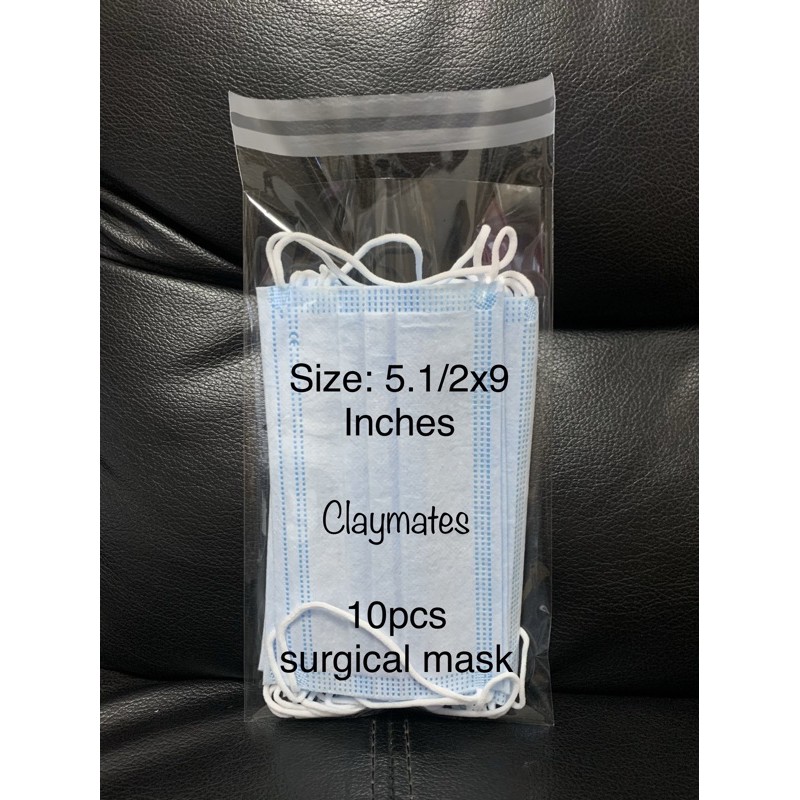 Size: 5.1/2x9
Inches
Claymates
10pcs
surgical mask